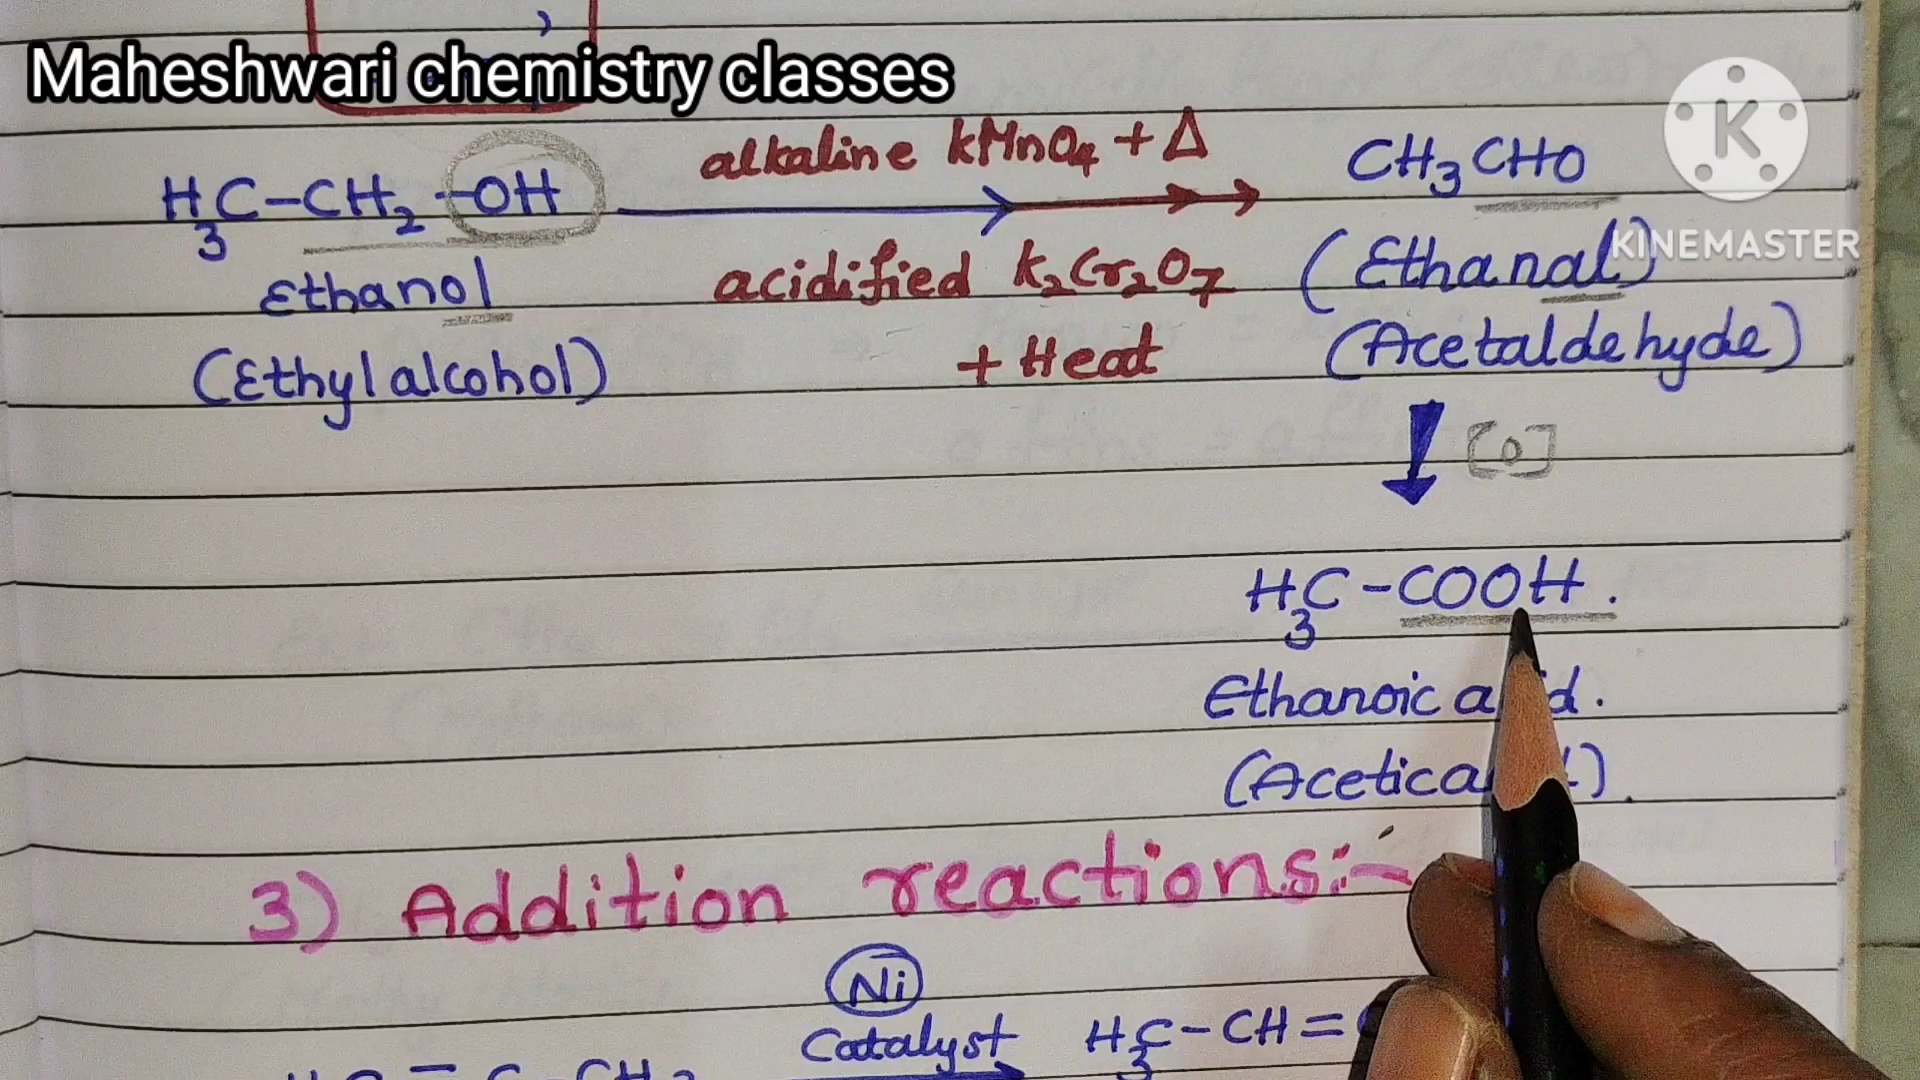 Maheshwari chemistry classes
K
KINEMASTER
H3C-CH2-OH
alkaline kMnO4 + Δ
CH3CHO
Ethanol
acidified k2Cr2O7
(Ethanal)
(Ethyl alcohol)
+ Heat
(Acetaldehyde)
[O]
H3C-COOH.
Ethanoic acid.
3) Addition reactions:-
Ni
Catalyst
H3C-CH=